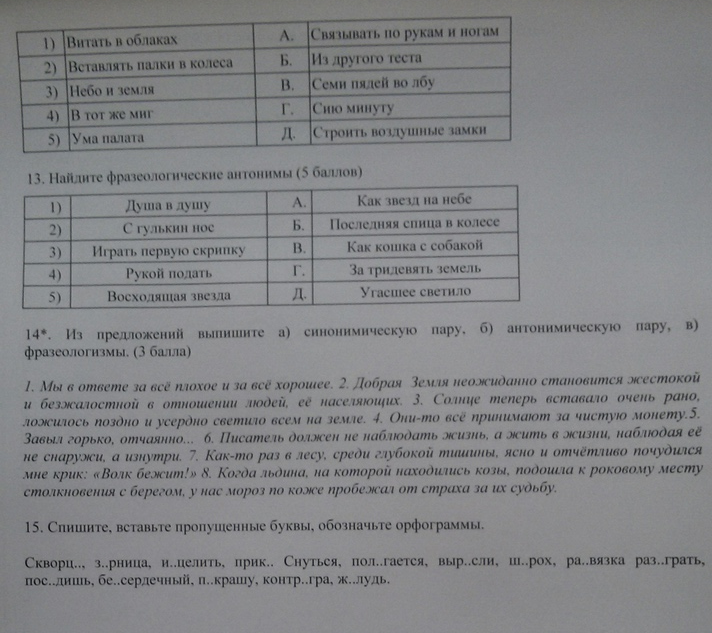 1) Витать в облаках А. Связывать по рукам и ногам
2) Вставлять палки в колеса Б. Из другого теста
3) Небо и земля В. Семи пядей во лбу
4) В тот же миг Г. Сию минуту
5) Ума палата Д. Строить воздушные замки
13. Найдите фразеологические антонимы (5 баллов)
1) Душа в душу А. Как звезд на небе
2) С гулькин нос Б. Последняя спица в колесе
3) Играть первую скрипку В. Как кошка с собакой
4) Рукой подать Г. За тридевять земель
5) Восходящая звезда Д. Угасшее светило
14*. Из предложений выпишите а) синонимическую пару, б) антонимическую пару, в)
фразеологизмы. (3 балла)
1. Мы в ответе за всё плохое и за всё хорошее. 2. Добрая Земля неожиданно становится жестокой
и безжалостной в отношении людей, её населяющих. 3. Солнце теперь вставало очень рано,
ложилось поздно и усердно светило всем на земле. 4. Они-то всё принимают за чистую монету.5.
Завыл горько, отчаянно... 6. Писатель должен не наблюдать жизнь, а жить в жизни, наблюдая её
не снаружи, а изнутри. 7. Как-то раз в лесу, среди глубокой тишины, ясно и отчётливо почудился
мне крик: «Волк бежит!» 8. Когда льдина, на которой находились козы, подошла к роковому месту
столкновения с берегом, у нас мороз по коже пробежал от страха за их судьбу.
15. Спишите, вставьте пропущенные буквы, обозначьте орфограммы.
Скворц.., з..рница, и..целить, прик.. Снуться, пол..гается, выр..сли, ш..рох, ра..вязка раз..грать,
пос..дишь, бе..сердечный, п..крашу, контр..гра, ж..лудь.